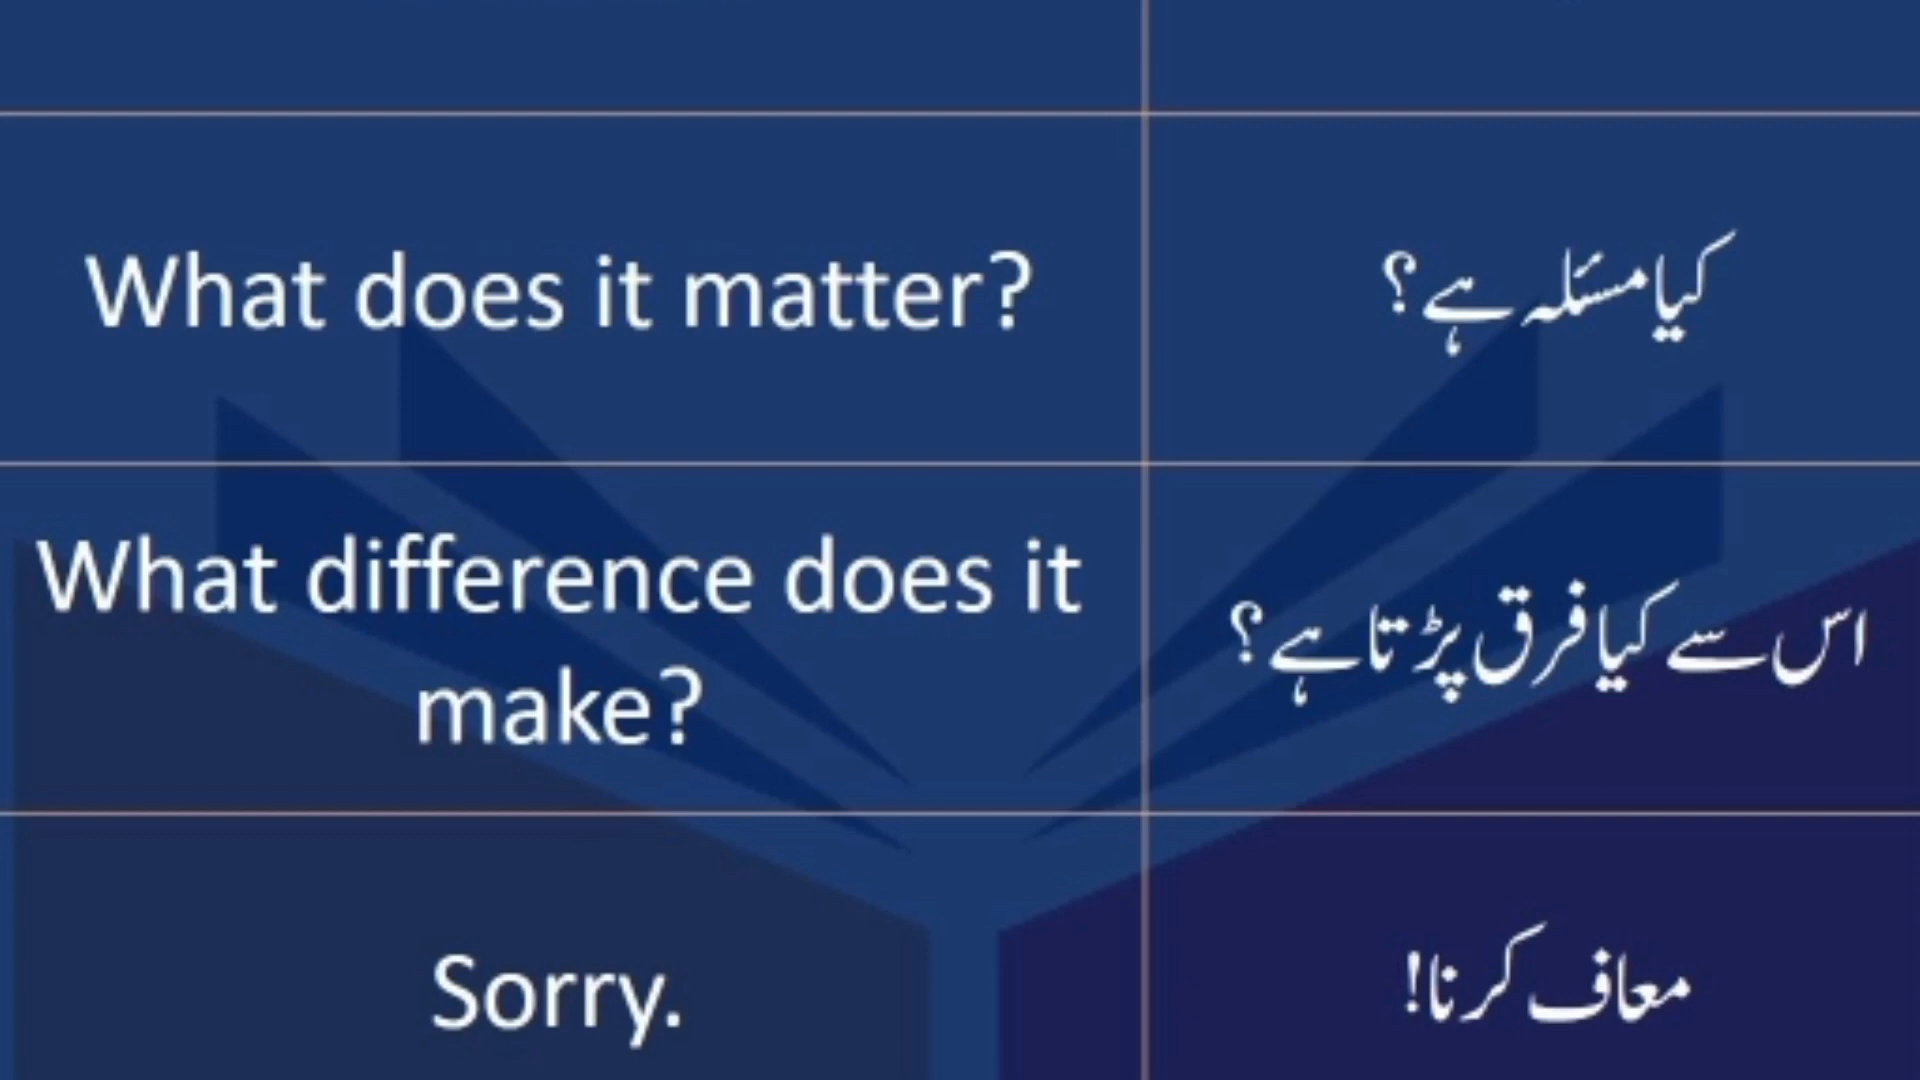 What does it matter?
کیا مسئلہ ہے؟
What difference does it
make?
اس سے کیا فرق پڑتا ہے؟
Sorry.
معاف کرنا!